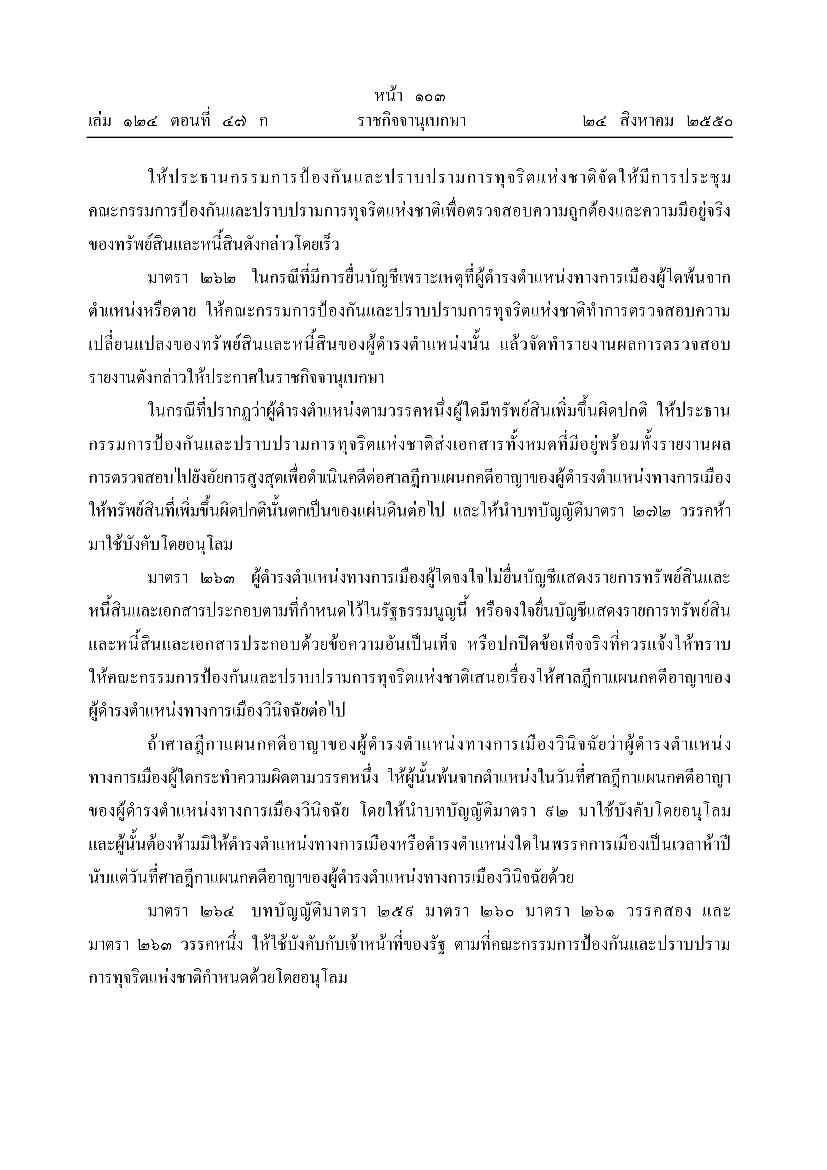 หน้า ๑๐๓
เล่ม ๑๒๔ ตอนที่ ๔๗ ก ราชกิจจานุเบกษา ๒๔ สิงหาคม ๒๕๕๐
ให้ประธานกรรมการป้องกันและปราบปรามการทุจริตแห่งชาติจัดให้มีการประชุม
คณะกรรมการป้องกันและปราบปรามการทุจริตแห่งชาติเพื่อตรวจสอบความถูกต้องและความมีอยู่จริง
ของทรัพย์สินและหนี้สินดังกล่าวโดยเร็ว
มาตรา ๒๖๒ ในกรณีที่มีการยื่นบัญชีเพราะเหตุที่ผู้ดำรงตำแหน่งทางการเมืองผู้ใดพ้นจาก
ตำแหน่งหรือตาย ให้คณะกรรมการป้องกันและปราบปรามการทุจริตแห่งชาติทำการตรวจสอบความ
เปลี่ยนแปลงของทรัพย์สินและหนี้สินของผู้ดำรงตำแหน่งนั้น แล้วจัดทำรายงานผลการตรวจสอบ
รายงานดังกล่าวให้ประกาศในราชกิจจานุเบกษา
ในกรณีที่ปรากฏว่าผู้ดำรงตำแหน่งตามวรรคหนึ่งผู้ใดมีทรัพย์สินเพิ่มขึ้นผิดปกติ ให้ประธาน
กรรมการป้องกันและปราบปรามการทุจริตแห่งชาติส่งเอกสารทั้งหมดที่มีอยู่พร้อมทั้งรายงานผล
การตรวจสอบไปยังอัยการสูงสุดเพื่อดำเนินคดีต่อศาลฎีกาแผนกคดีอาญาของผู้ดำรงตำแหน่งทางการเมือง
ให้ทรัพย์สินที่เพิ่มขึ้นผิดปกตินั้นตกเป็นของแผ่นดินต่อไป และให้นำบทบัญญัติมาตรา ๒๗๒ วรรคห้า
มาใช้บังคับโดยอนุโลม
มาตรา ๒๖๓ ผู้ดำรงตำแหน่งทางการเมืองผู้ใดจงใจไม่ยื่นบัญชีแสดงรายการทรัพย์สินและ
หนี้สินและเอกสารประกอบตามที่กำหนดไว้ในรัฐธรรมนูญนี้ หรือจงใจยื่นบัญชีแสดงรายการทรัพย์สิน
และหนี้สินและเอกสารประกอบด้วยข้อความอันเป็นเท็จ หรือปกปิดข้อเท็จจริงที่ควรแจ้งให้ทราบ
ให้คณะกรรมการป้องกันและปราบปรามการทุจริตแห่งชาติเสนอเรื่องให้ศาลฎีกาแผนกคดีอาญาของ
ผู้ดำรงตำแหน่งทางการเมืองวินิจฉัยต่อไป
ถ้าศาลฎีกาแผนกคดีอาญาของผู้ดำรงตำแหน่งทางการเมืองวินิจฉัยว่าผู้ดำรงตำแหน่ง
ทางการเมืองผู้ใดกระทำความผิดตามวรรคหนึ่ง ให้ผู้นั้นพ้นจากตำแหน่งในวันที่ศาลฎีกาแผนกคดีอาญา
ของผู้ดำรงตำแหน่งทางการเมืองวินิจฉัย โดยให้นำบทบัญญัติมาตรา ๙๒ มาใช้บังคับโดยอนุโลม
และผู้นั้นต้องห้ามมิให้ดำรงตำแหน่งทางการเมืองหรือดำรงตำแหน่งใดในพรรคการเมืองเป็นเวลาห้าปี
นับแต่วันที่ศาลฎีกาแผนกคดีอาญาของผู้ดำรงตำแหน่งทางการเมืองวินิจฉัยด้วย
มาตรา ๒๖๔ บทบัญญัติมาตรา ๒๕๙ มาตรา ๒๖๐ มาตรา ๒๖๑ วรรคสอง และ
มาตรา ๒๖๓ วรรคหนึ่ง ให้ใช้บังคับกับเจ้าหน้าที่ของรัฐ ตามที่คณะกรรมการป้องกันและปราบปราม
การทุจริตแห่งชาติกำหนดด้วยโดยอนุโลม